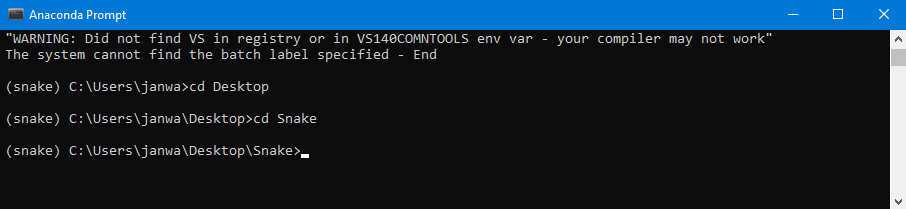 Anaconda Prompt
"WARNING: Did not find VS in registry or in VS140COMNTOOLS env var - your compiler may not work"
The system cannot find the batch label specified - End
(snake) C:\Users\janwa>cd Desktop
(snake) C:\Users\janwa\Desktop>cd Snake
(snake) C:\Users\janwa\Desktop\Snake>